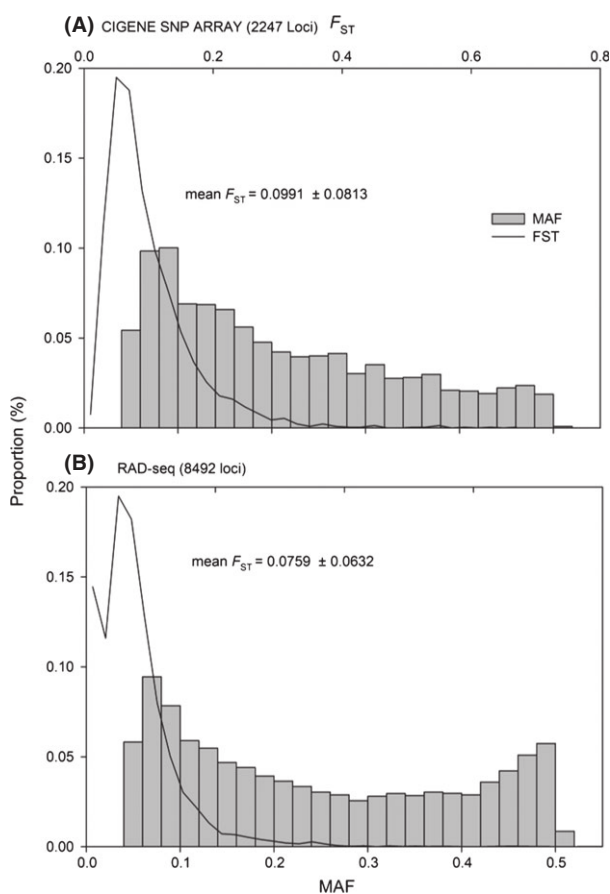 (A) CIGENE SNP ARRAY (2247 Loci) FST
0.0 0.2 0.4 0.6 0.8
0.20
mean FST = 0.0991 ± 0.0813
0.15
MAF
FST
0.10
0.05
0.00
Proportion (%)
(B) RAD-seq (8492 loci)
0.20
mean FST = 0.0759 ± 0.0632
0.15
0.10
0.05
0.00
0.0 0.1 0.2 0.3 0.4 0.5
MAF